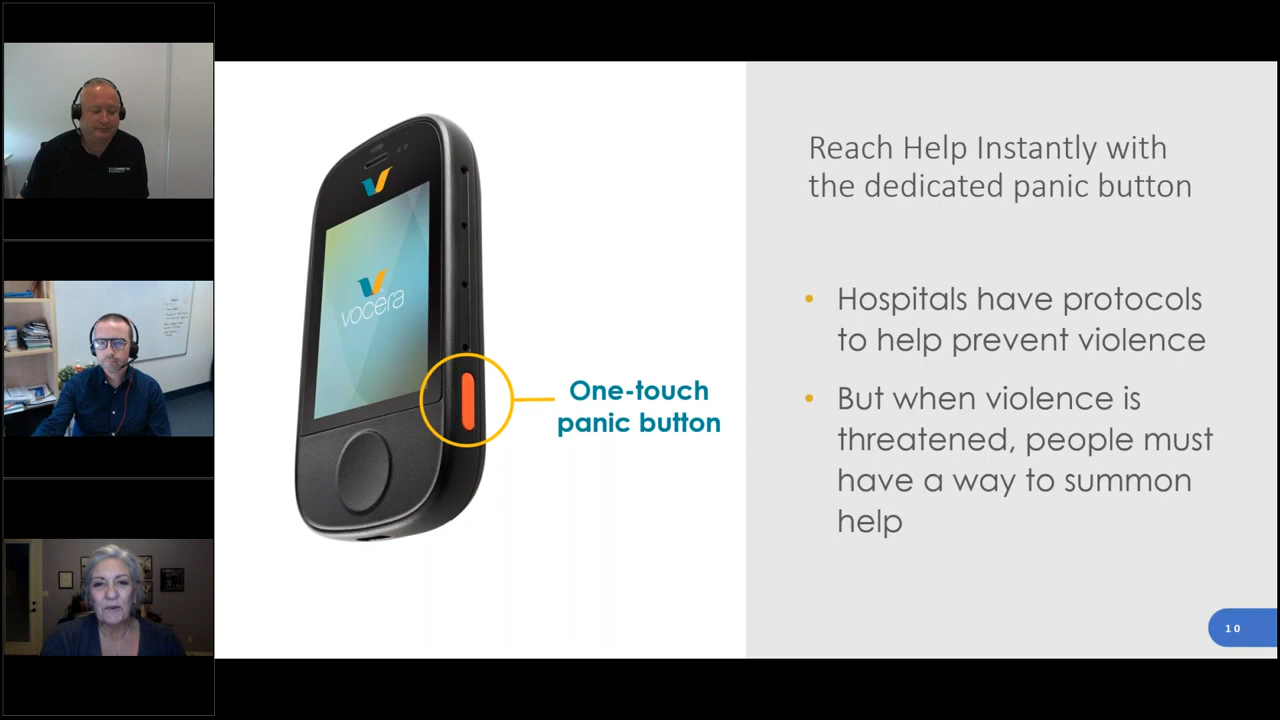 vocera
One-touch
panic button
Reach Help Instantly with
the dedicated panic button
• Hospitals have protocols
to help prevent violence
• But when violence is
threatened, people must
have a way to summon
help
10